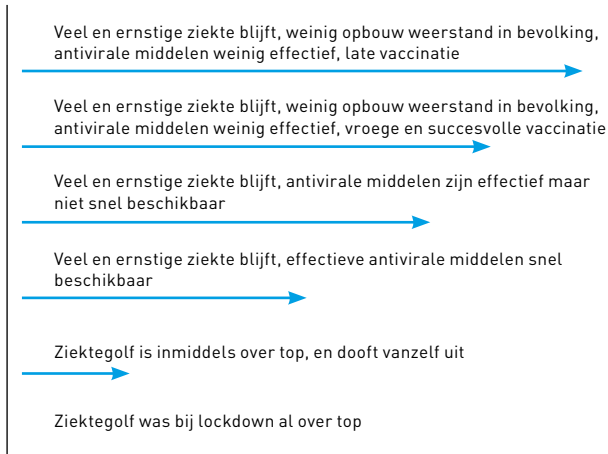 Veel en ernstige ziekte blijft, weinig opbouw weerstand in bevolking,
antivirale middelen weinig effectief, late vaccinatie
Veel en ernstige ziekte blijft, weinig opbouw weerstand in bevolking,
antivirale middelen weinig effectief, vroege en succesvolle vaccinatie
Veel en ernstige ziekte blijft, antivirale middelen zijn effectief maar
niet snel beschikbaar
Veel en ernstige ziekte blijft, effectieve antivirale middelen snel
beschikbaar
Ziektegolf is inmiddels over top, en dooft vanzelf uit
Ziektegolf was bij lockdown al over top